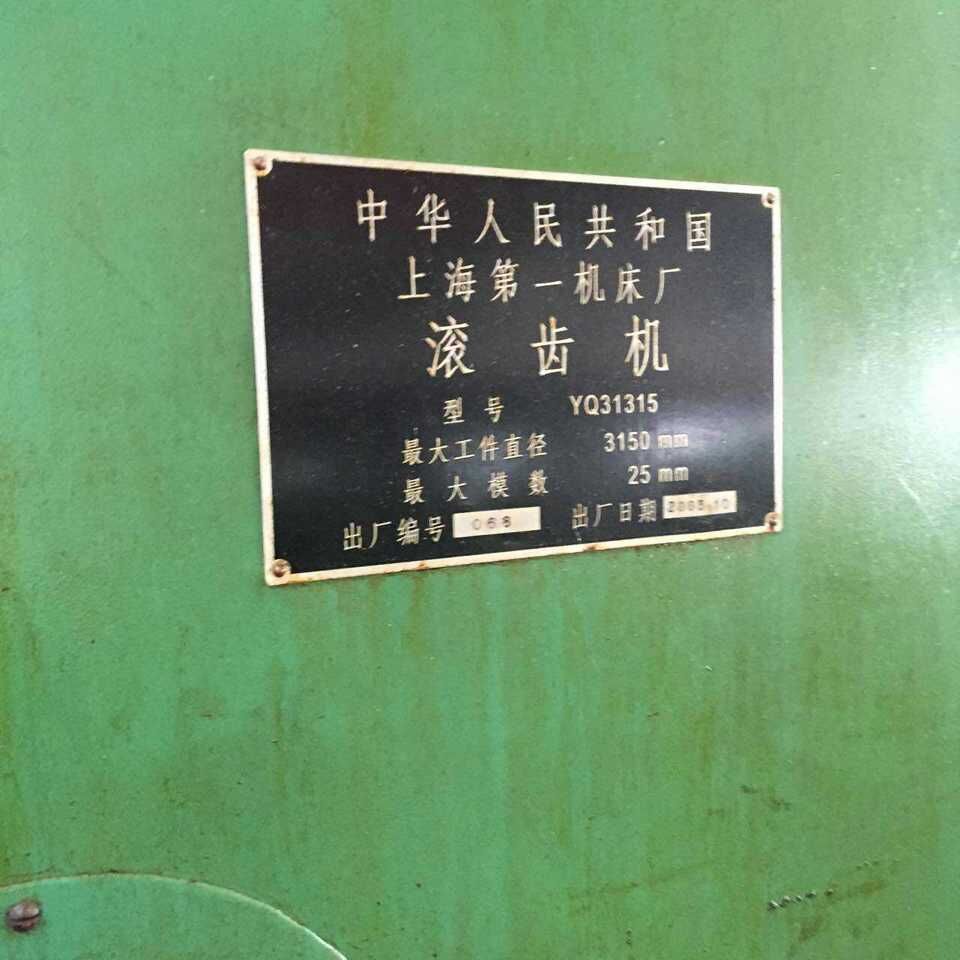 中华人民共和国
上海第一机床厂
滚齿机
型号 YQ31315
最大工件直径 3150 mm
最大模数 25 mm
出厂编号 068 出厂日期 2005.10